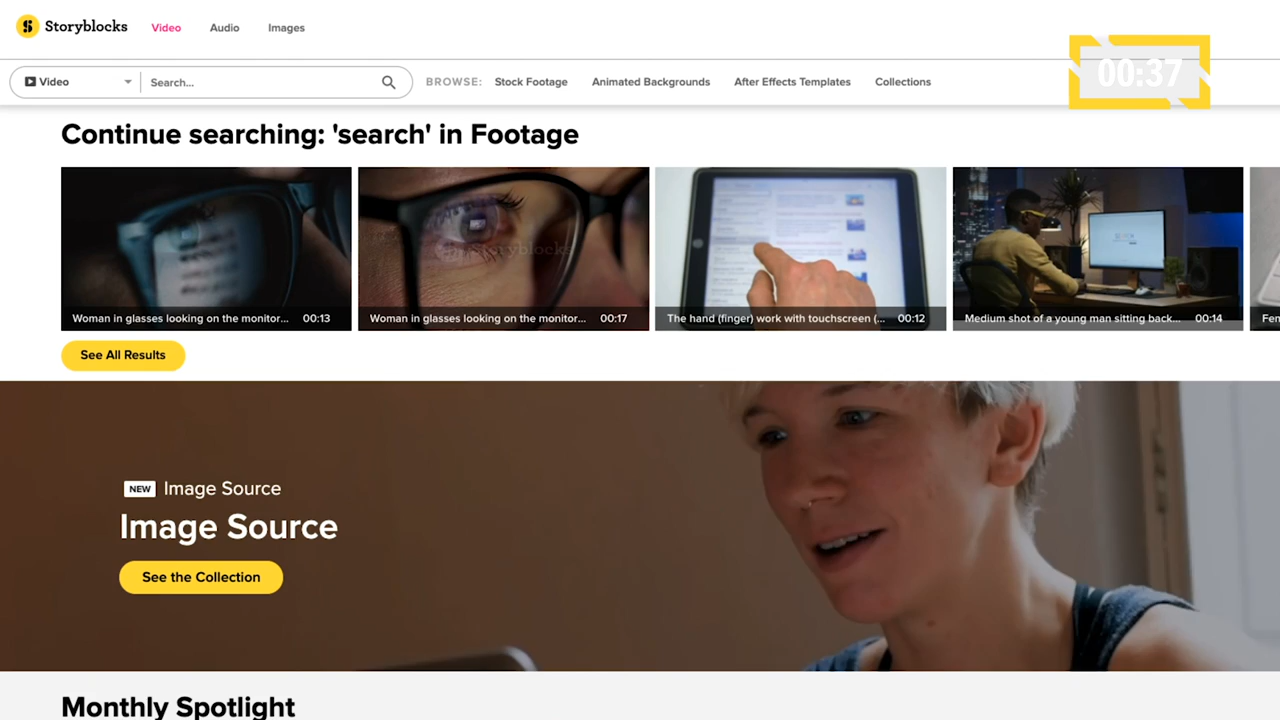 Storyblocks Video Audio Images
00:37
Video Search... BROWSE: Stock Footage Animated Backgrounds After Effects Templates Collections
Continue searching: 'search' in Footage
storyblocks
Woman in glasses looking on the monitor... 00:13
Woman in glasses looking on the monitor... 00:17
The hand (finger) work with touchscreen (... 00:12
Medium shot of a young man sitting back... 00:14
Fen
See All Results
NEW Image Source
Image Source
See the Collection
Monthly Spotlight